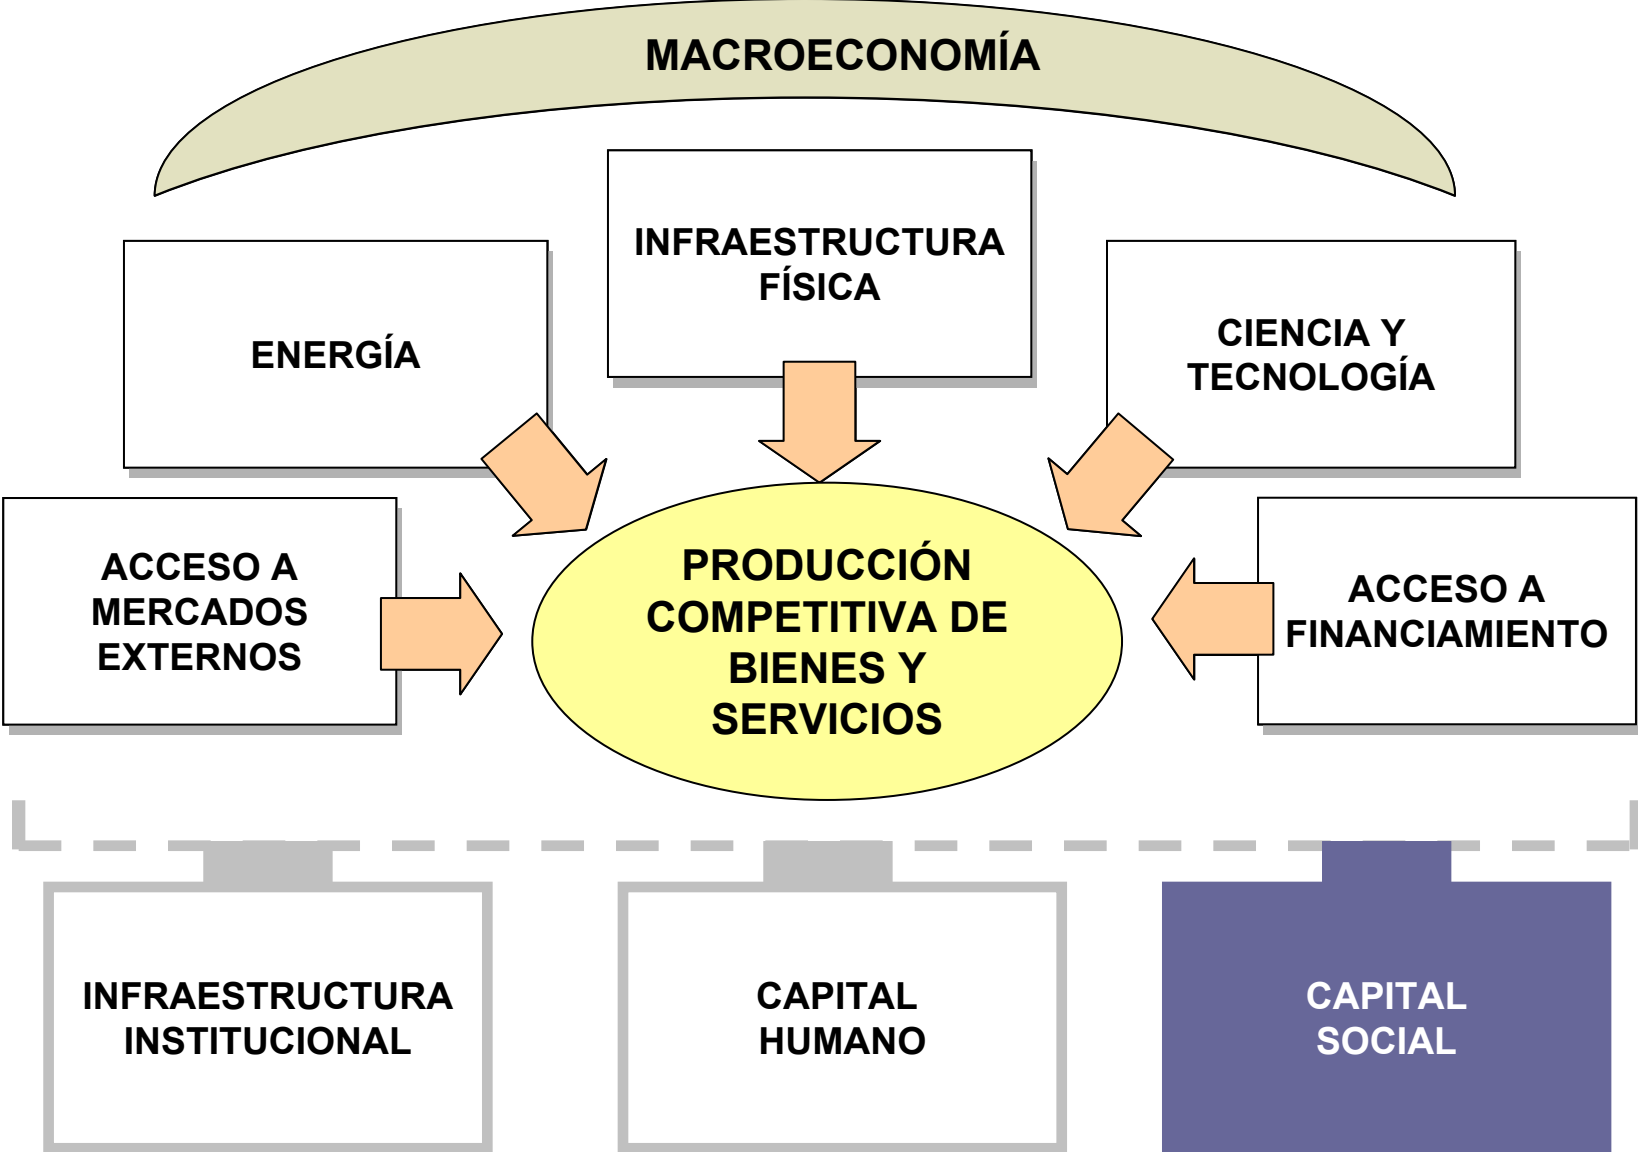 MACROECONOMÍA
INFRAESTRUCTURA
FÍSICA
ENERGÍA
CIENCIA Y
TECNOLOGÍA
ACCESO A
MERCADOS
EXTERNOS
PRODUCCIÓN
COMPETITIVA DE
BIENES Y
SERVICIOS
ACCESO A
FINANCIAMIENTO
INFRAESTRUCTURA
INSTITUCIONAL
CAPITAL
HUMANO
CAPITAL
SOCIAL